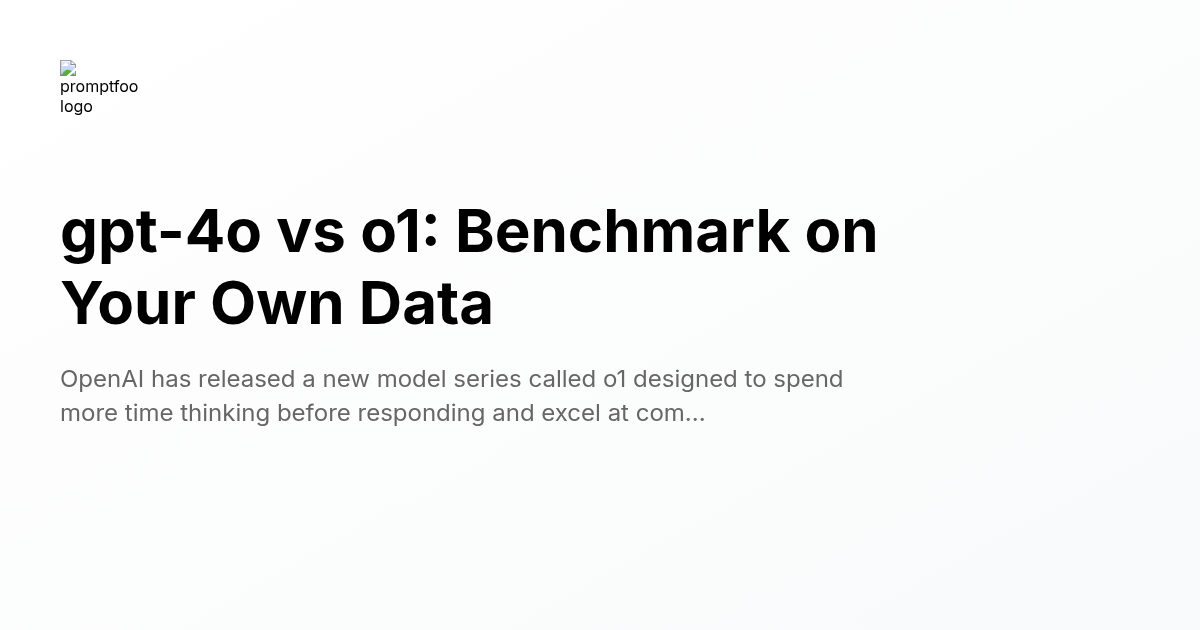 promptfoo
logo
gpt-4o vs o1: Benchmark on
Your Own Data
OpenAI has released a new model series called o1 designed to spend
more time thinking before responding and excel at com...